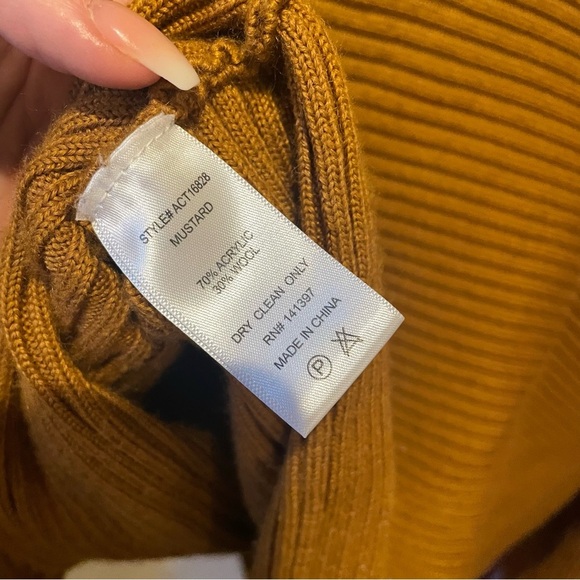 STYLE# ACT16828
MUSTARD
70% ACRYLIC
30% WOOL
DRY CLEAN ONLY
RN# 141397
MADE IN CHINA
P